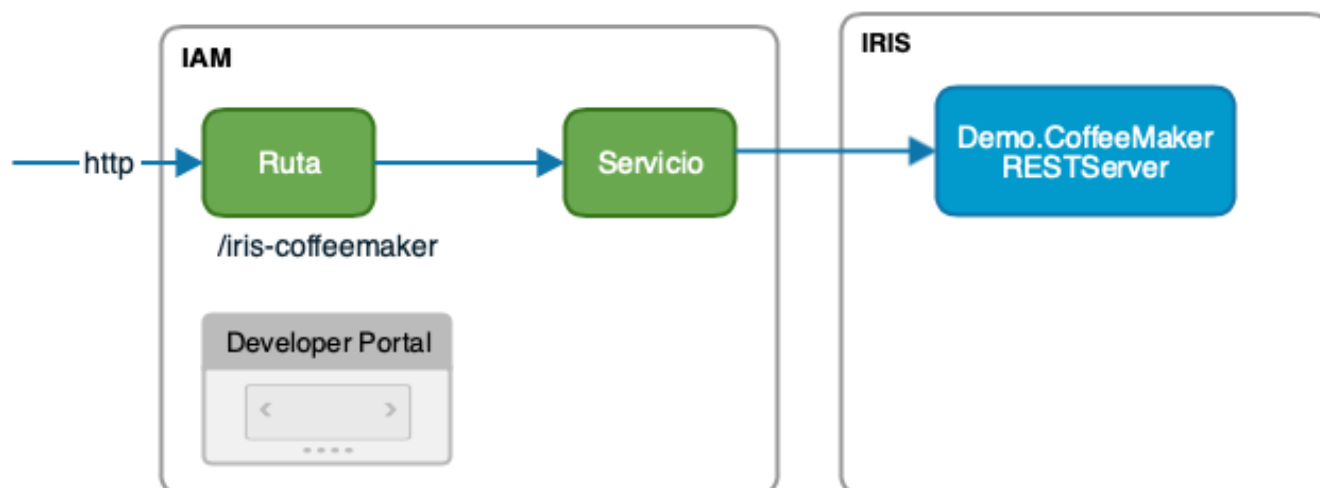 IAM
IRIS
http
Ruta
Servicio
Demo.CoffeeMaker
RESTServer
/iris-coffeemaker
Developer Portal